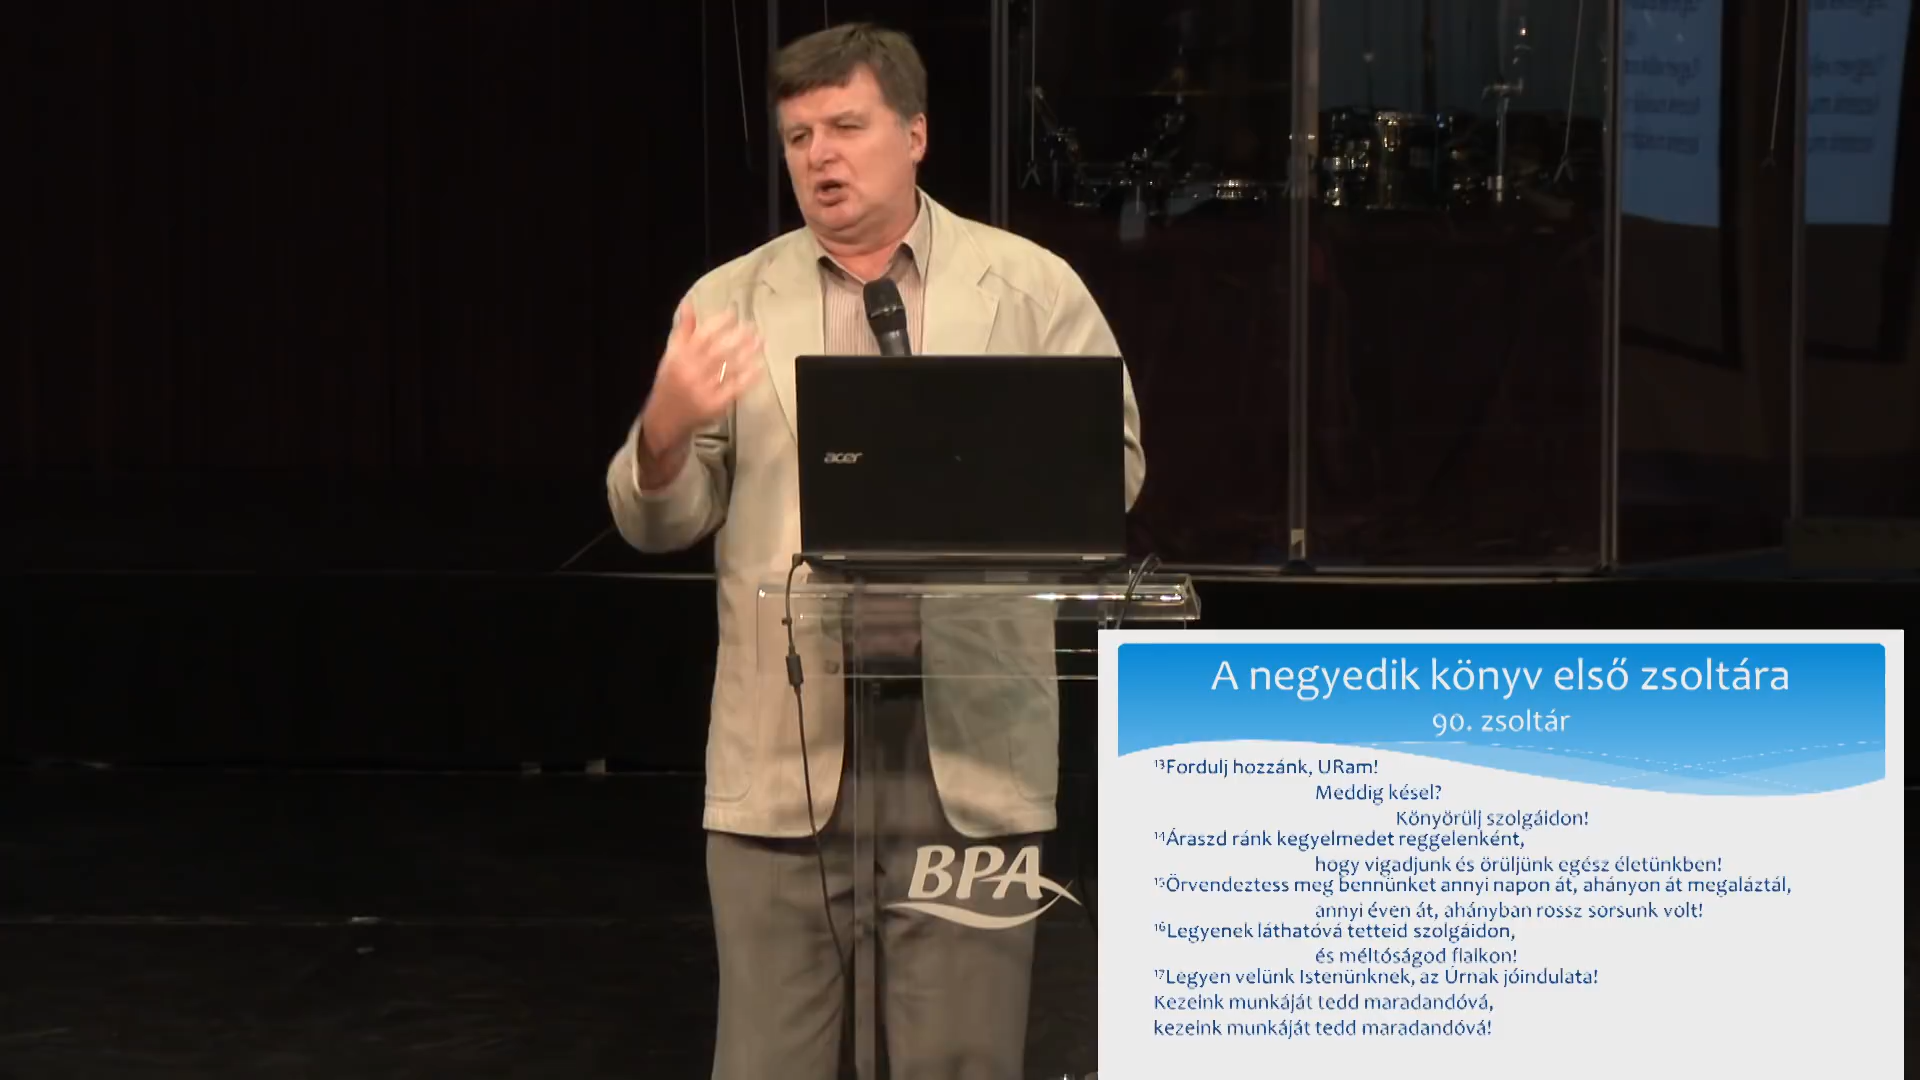 acer
BPA
A negyedik könyv első zsoltára
90. zsoltár
¹³Fordulj hozzánk, URam!
Meddig késel?
Könyörülj szolgáidon!
¹⁴Áraszd ránk kegyelmedet reggelenként,
hogy vigadjunk és örüljünk egész életünkben!
¹⁵Örvendeztess meg bennünket annyi napon át, ahányon át megaláztál,
annyi éven át, ahányban rossz sorsunk volt!
¹⁶Legyenek láthatóvá tetteid szolgáidon,
és méltóságod fiaikon!
¹⁷Legyen velünk Istenünknek, az Úrnak jóindulata!
Kezeink munkáját tedd maradandóvá,
kezeink munkáját tedd maradandóvá!